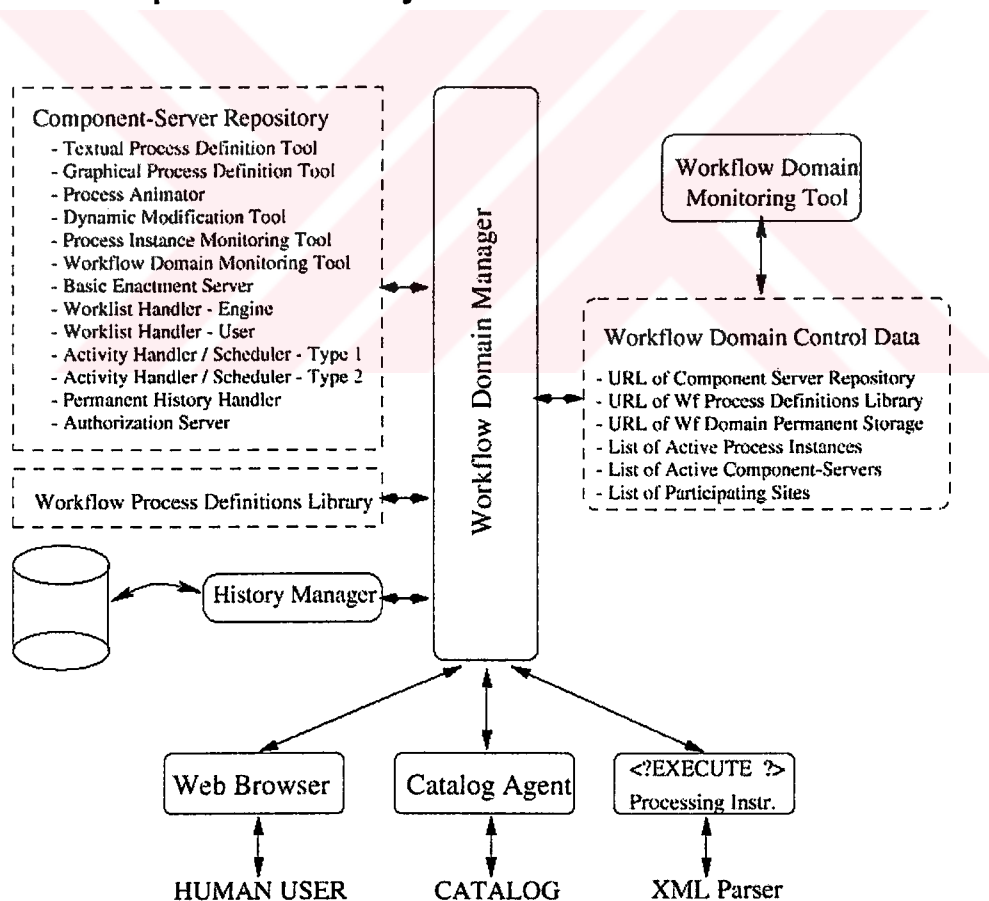 Component-Server Repository
- Textual Process Definition Tool
- Graphical Process Definition Tool
- Process Animator
- Dynamic Modification Tool
- Process Instance Monitoring Tool
- Workflow Domain Monitoring Tool
- Basic Enactment Server
- Worklist Handler - Engine
- Worklist Handler - User
- Activity Handler / Scheduler - Type 1
- Activity Handler / Scheduler - Type 2
- Permanent History Handler
- Authorization Server
Workflow Process Definitions Library
History Manager
Workflow Domain Manager
Workflow Domain
Monitoring Tool
Workflow Domain Control Data
- URL of Component Server Repository
- URL of Wf Process Definitions Library
- URL of Wf Domain Permanent Storage
- List of Active Process Instances
- List of Active Component-Servers
- List of Participating Sites
Web Browser
Catalog Agent
<?EXECUTE ?>
Processing Instr.
HUMAN USER
CATALOG
XML Parser